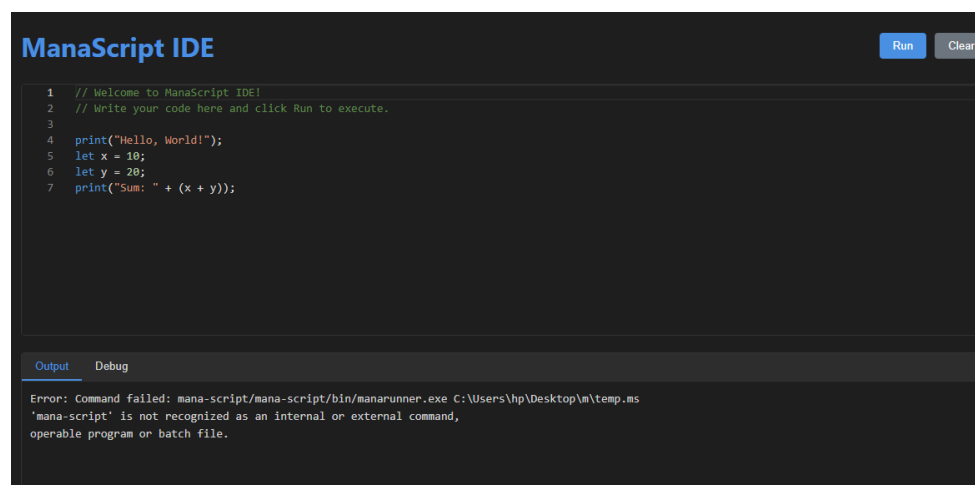 ManaScript IDE
Run
Clear
1 // Welcome to ManaScript IDE!
2 // Write your code here and click Run to execute.
3
4 print("Hello, World!");
5 let x = 10;
6 let y = 20;
7 print("Sum: " + (x + y));
Output Debug
Error: Command failed: mana-script/mana-script/bin/manarunner.exe C:\Users\hp\Desktop\m\temp.ms
'mana-script' is not recognized as an internal or external command,
operable program or batch file.